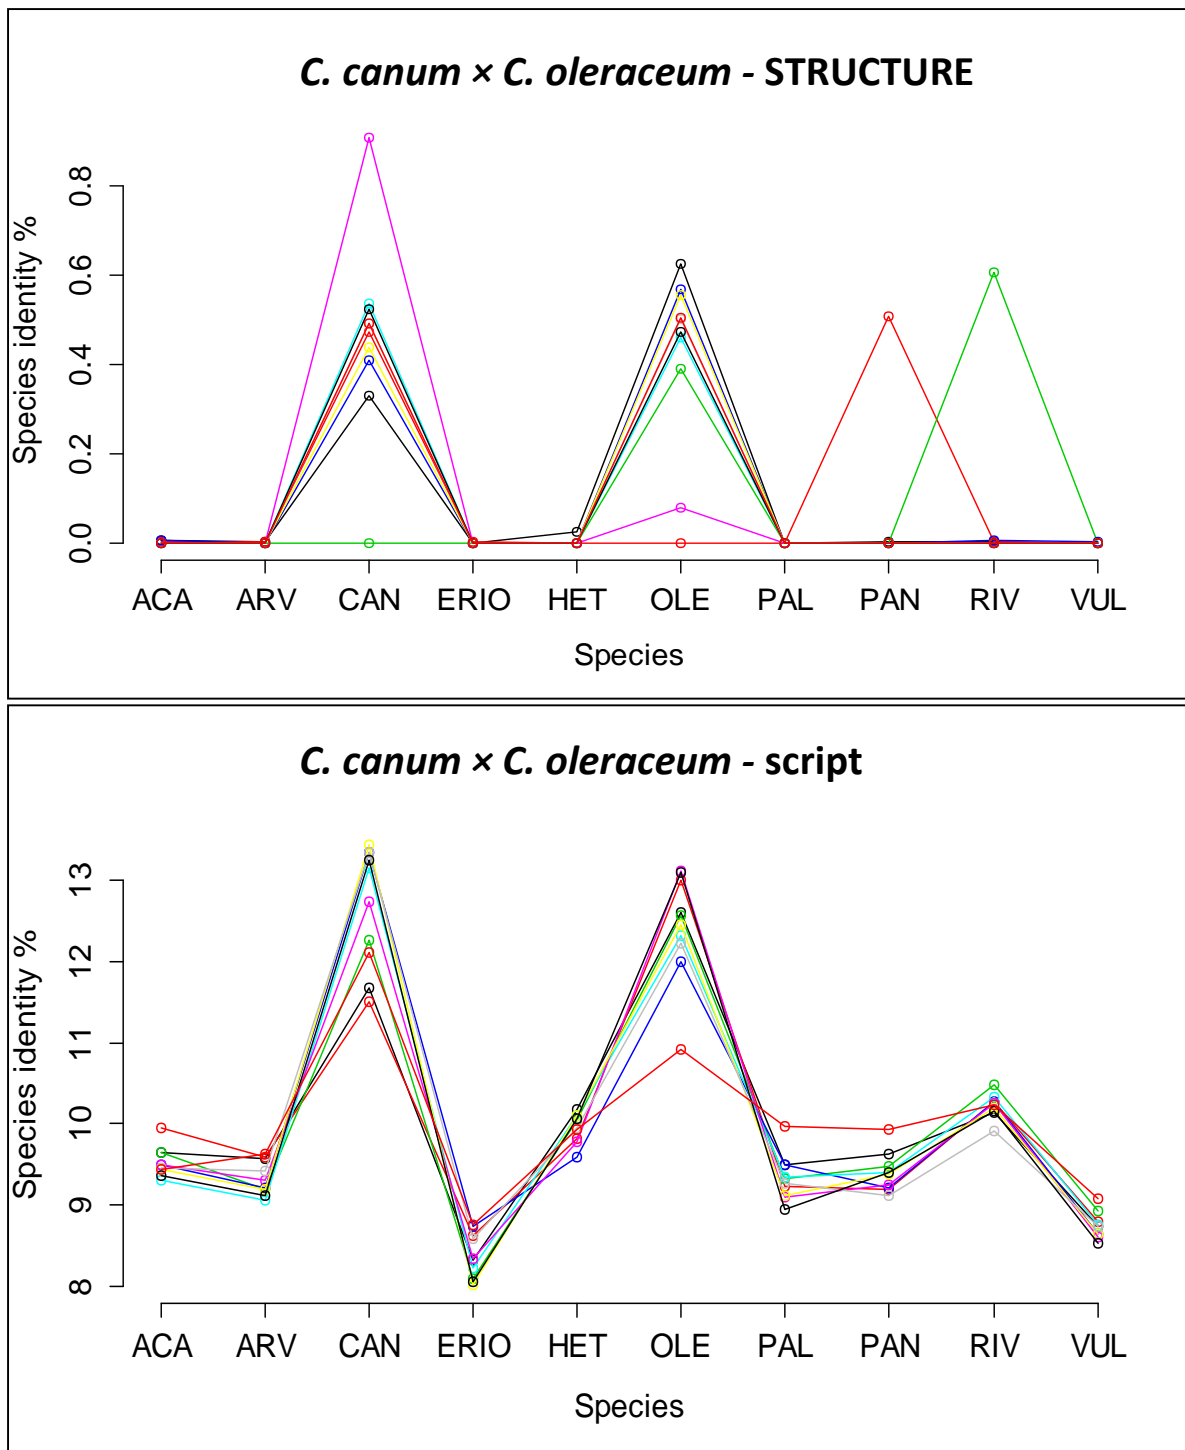 C. canum × C. oleraceum - STRUCTURE
Species identity %
0.8
0.6
0.4
0.2
0.0
ACA ARV CAN ERIO HET OLE PAL PAN RIV VUL
Species
C. canum × C. oleraceum - script
Species identity %
13
12
11
10
9
8
ACA ARV CAN ERIO HET OLE PAL PAN RIV VUL
Species